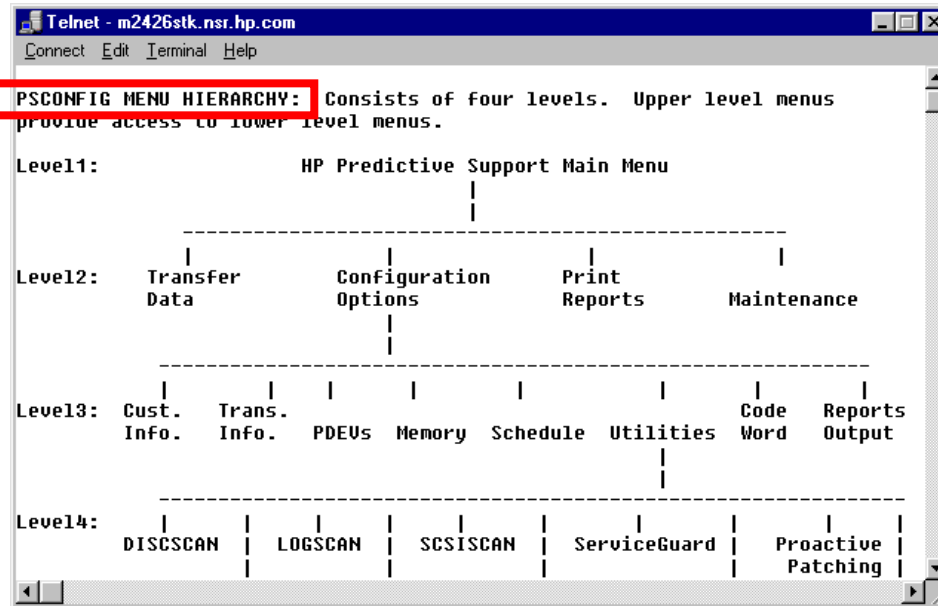 Telnet - m2426stk.nsr.hp.com
Connect Edit Terminal Help
PSCONFIG MENU HIERARCHY: Consists of four levels. Upper level menus
provide access to lower level menus.
Level1: HP Predictive Support Main Menu
Level2: Transfer Configuration Print
Data Options Reports Maintenance
Level3: Cust. Trans. Code Reports
Info. Info. PDEVs Memory Schedule Utilities Word Output
Level4:
DISCSCAN LOGSCAN SCSISCAN ServiceGuard Proactive
Patching